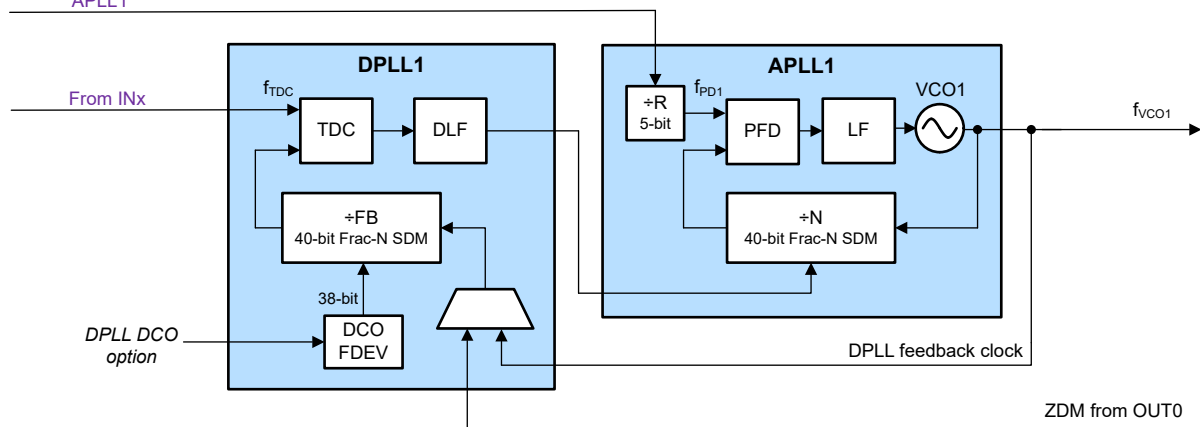 APLL1
DPLL1
APLL1
From INx
fTDC
TDC
DLF
÷R
5-bit
fPD1
PFD
LF
VCO1
fVCO1
÷FB
40-bit Frac-N SDM
÷N
40-bit Frac-N SDM
38-bit
DPLL DCO
option
DCO
FDEV
DPLL feedback clock
ZDM from OUT0